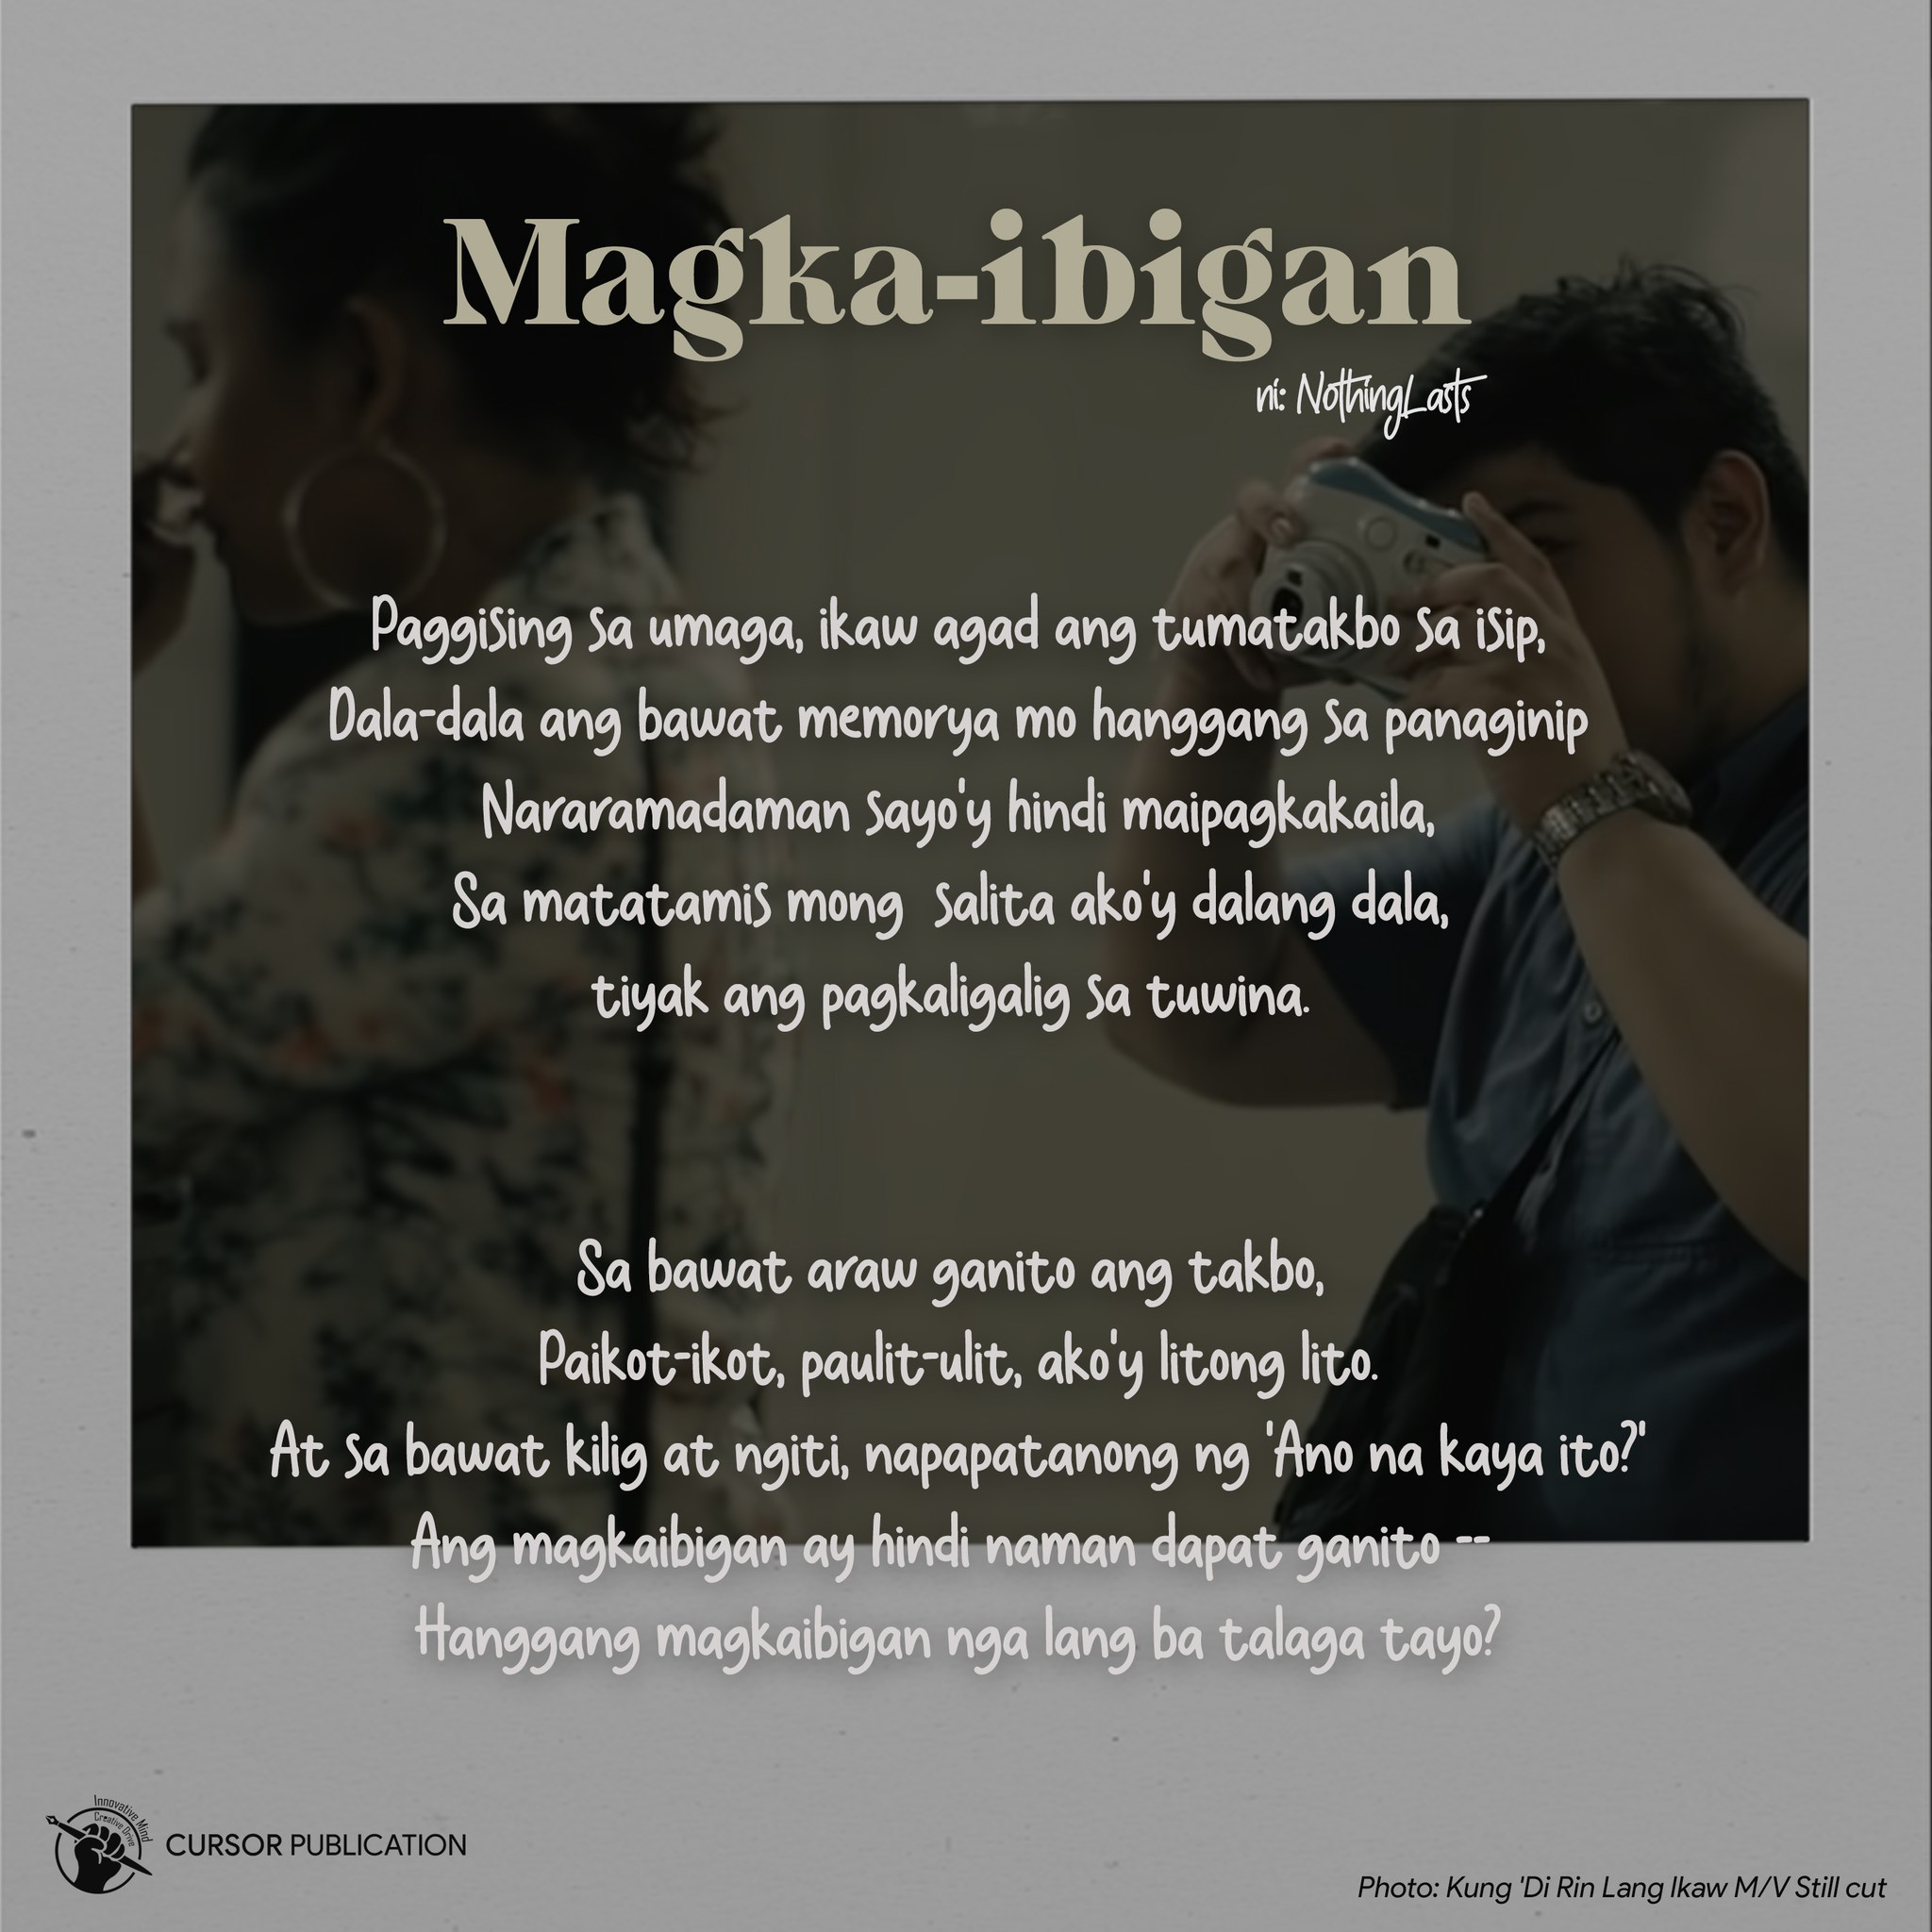 Magka-ibigan
ni: NothingLasts
Paggising sa umaga, ikaw agad ang tumatakbo sa isip,
Dala-dala ang bawat memorya mo hanggang sa panaginip
Nararamadaman sayo'y hindi maipagkakaila,
Sa matatamis mong  salita ako'y dalang dala,
tiyak ang pagkaligalig sa tuwina.
Sa bawat araw ganito ang takbo,
Paikot-ikot, paulit-ulit, ako'y litong lito.
At sa bawat kilig at ngiti, napapatanong ng 'Ano na kaya ito?'
Ang magkaibigan ay hindi naman dapat ganito --
Hanggang magkaibigan nga lang ba talaga tayo?
Innovative Mind
Creative Drive
CURSOR PUBLICATION
Photo: Kung 'Di Rin Lang Ikaw M/V Still cut